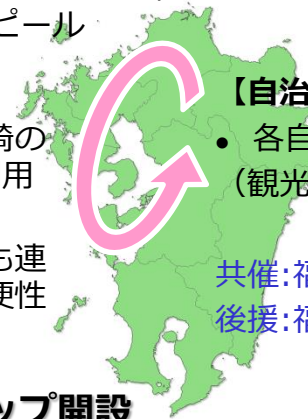 ピール
【自治
崎の
• 各自
用
（観光
も連
共催:福
便性
後援:福
ップ開設